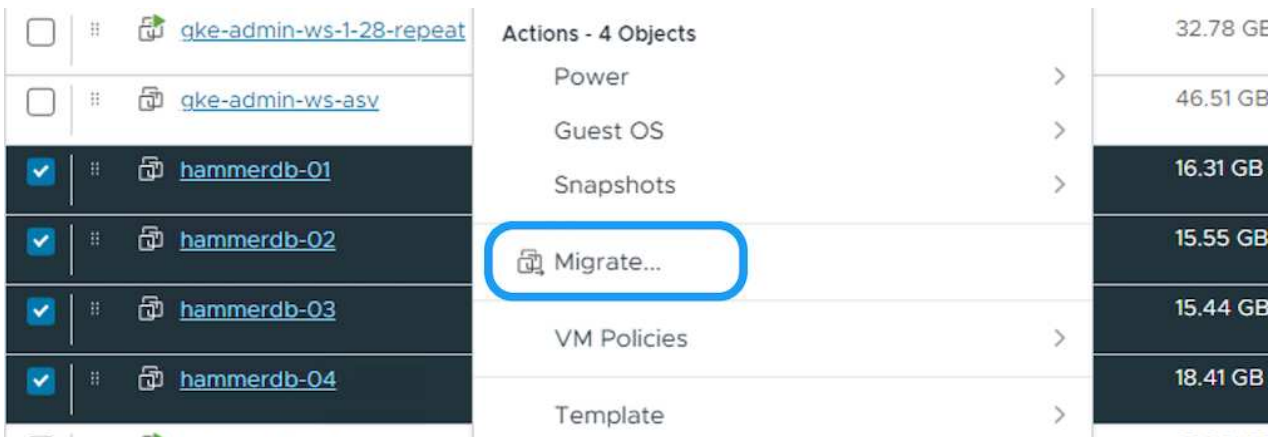 gke-admin-ws-1-28-repeat
gke-admin-ws-asv
hammerdb-01
hammerdb-02
hammerdb-03
hammerdb-04
Actions - 4 Objects
Power
Guest OS
Snapshots
Migrate...
VM Policies
Template
32.78 GB
46.51 GB
16.31 GB
15.55 GB
15.44 GB
18.41 GB